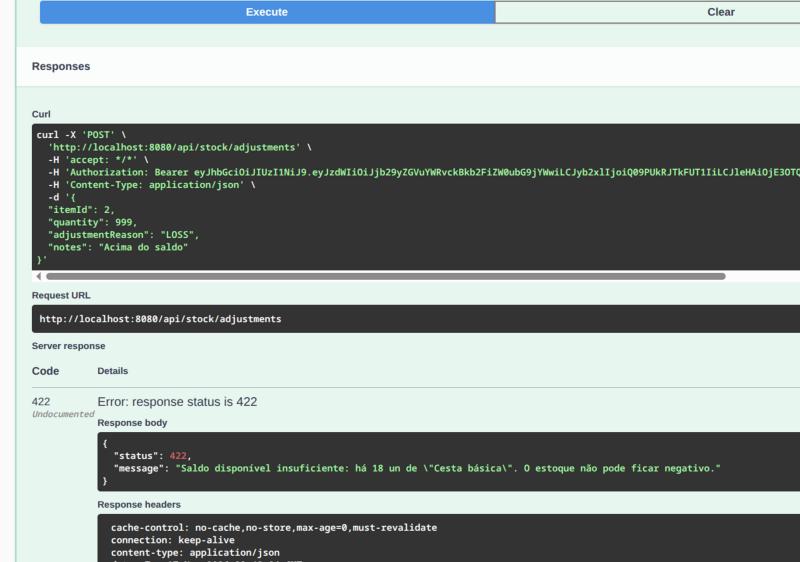 Execute
Clear
Responses
Curl
curl -X 'POST' \
'http://localhost:8080/api/stock/adjustments' \
-H 'accept: */*' \
-H 'Authorization: Bearer
-H 'Content-Type: application/json' \
-d '{
"itemId": 2,
"quantity": 999,
"adjustmentReason": "LOSS",
"notes": "Acima do saldo"
}'
Request URL
http://localhost:8080/api/stock/adjustments
Server response
Code
Details
422
Undocumented
Error: response status is 422
Response body
{
"status": 422,
"message": "Saldo disponível insuficiente: há 18 un de \"Cesta básica\". O estoque não pode ficar negativo."
}
Response headers
cache-control: no-cache,no-store,max-age=0,must-revalidate
connection: keep-alive
content-type: application/json